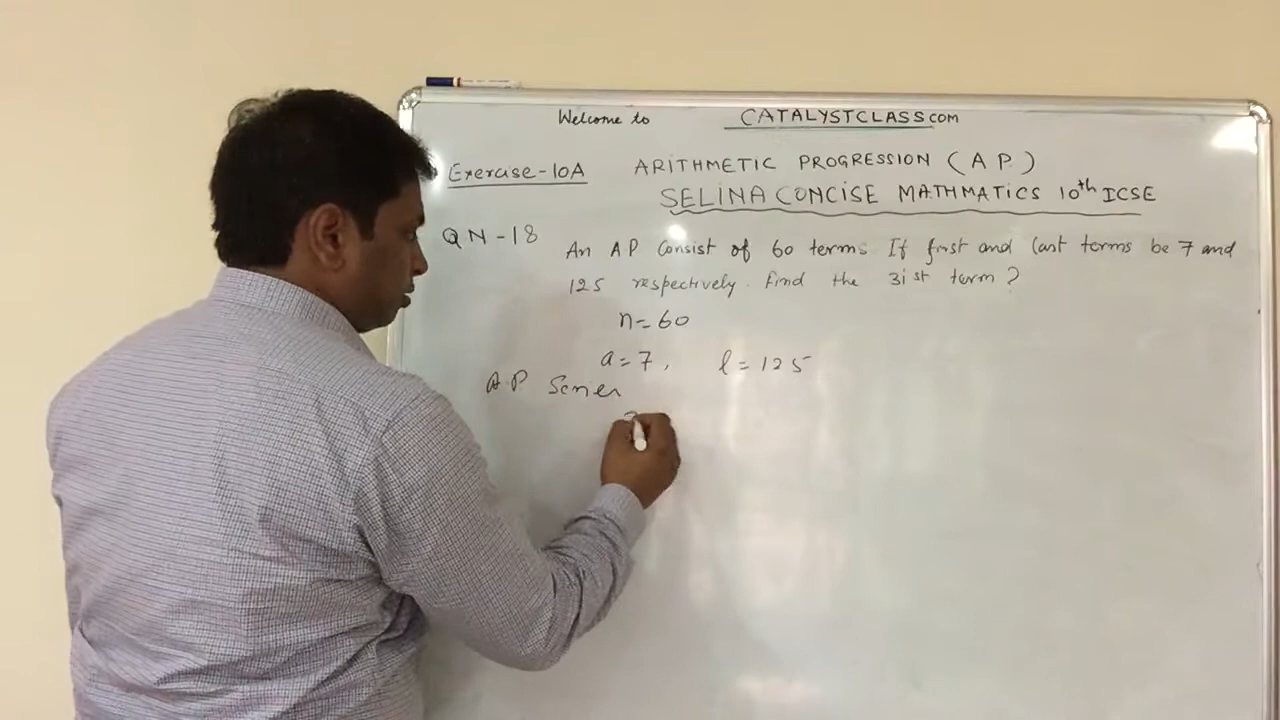 Welcome to CATALYSTCLASS.COM
Exercise-10A ARITHMETIC PROGRESSION (A P.)
SELINA CONCISE MATHMATICS 10th ICSE
QN-18
An AP Consist of 60 terms If first and last terms be 7 and
125 respectively. Find the 31st term?
n=60
a=7, l=125
AP Series